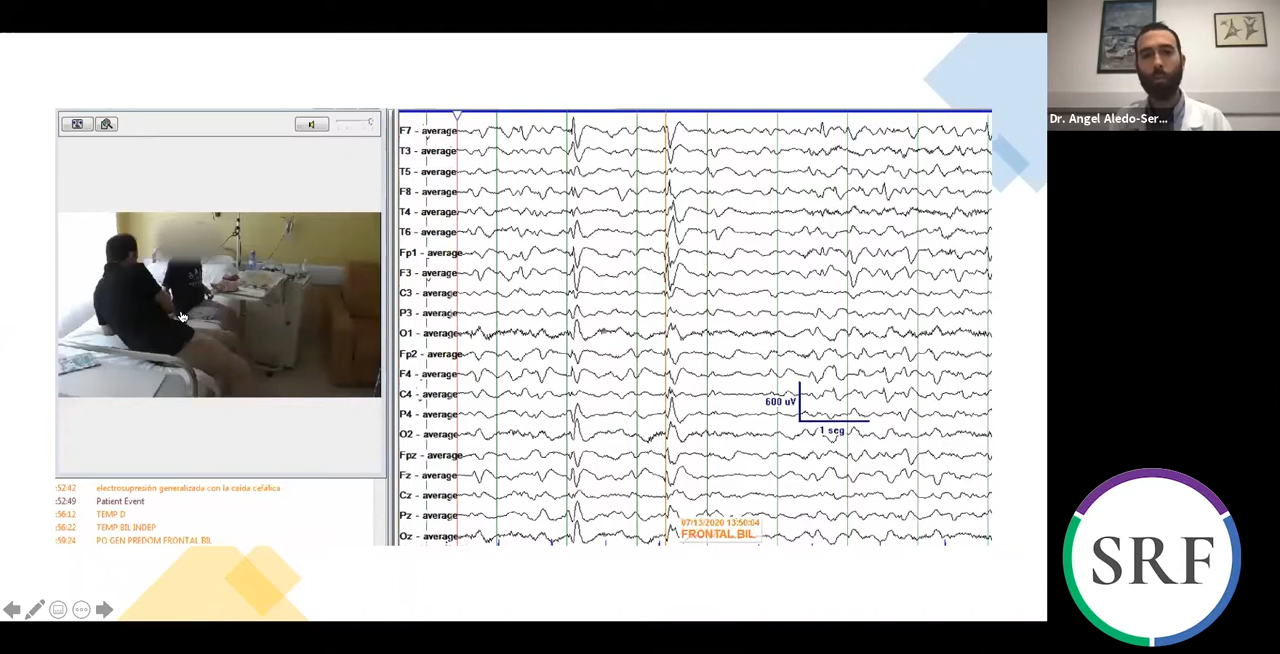 Dr. Angel Aledo-Ser...
F7 - average
T3 - average
T5 - average
F8 - average
T4 - average
T6 - average
Fp1 - average
F3 - average
C3 - average
P3 - average
O1 - average
Fp2 - average
F4 - average
C4 - average
P4 - average
O2 - average
Fpz - average
Fz - average
Cz - average
Pz - average
Oz - average
600 uV
1 seg
07/13/2020 13:50:04
FRONTAL BIL
:52:42 electrosupresión generalizada con la caída cefálica
:52:49 Patient Event
:56:12 TEMP D
:56:22 TEMP BIL INDEP
:59:24 PO GEN PREDOM FRONTAL BIL
SRF